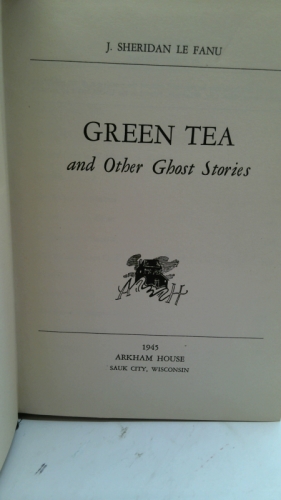 J. SHERIDAN LE FANU
GREEN TEA
and Other Ghost Stories
1945
ARKHAM HOUSE
SAUK CITY, WISCONSIN